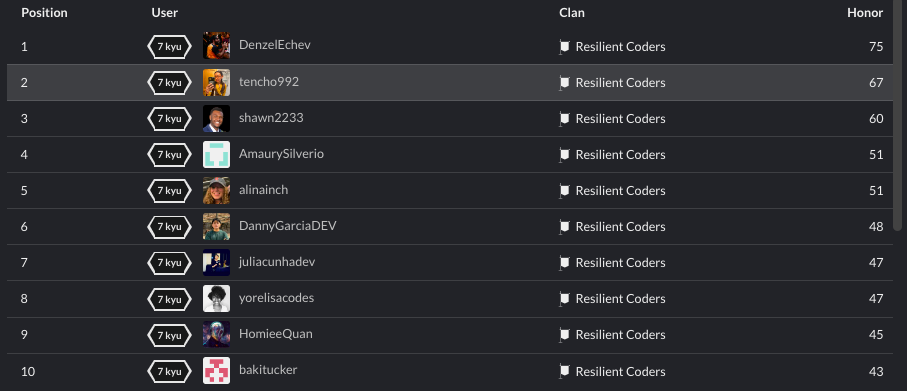 Position User Clan Honor
1 7 kyu DenzelEchev Resilient Coders 75
2 7 kyu tencho992 Resilient Coders 67
3 7 kyu shawn2233 Resilient Coders 60
4 7 kyu AmaurySilverio Resilient Coders 51
5 7 kyu alinainch Resilient Coders 51
6 7 kyu DannyGarciaDEV Resilient Coders 48
7 7 kyu juliacunhadev Resilient Coders 47
8 7 kyu yorelisacodes Resilient Coders 47
9 7 kyu HomieeQuan Resilient Coders 45
10 7 kyu bakitucker Resilient Coders 43